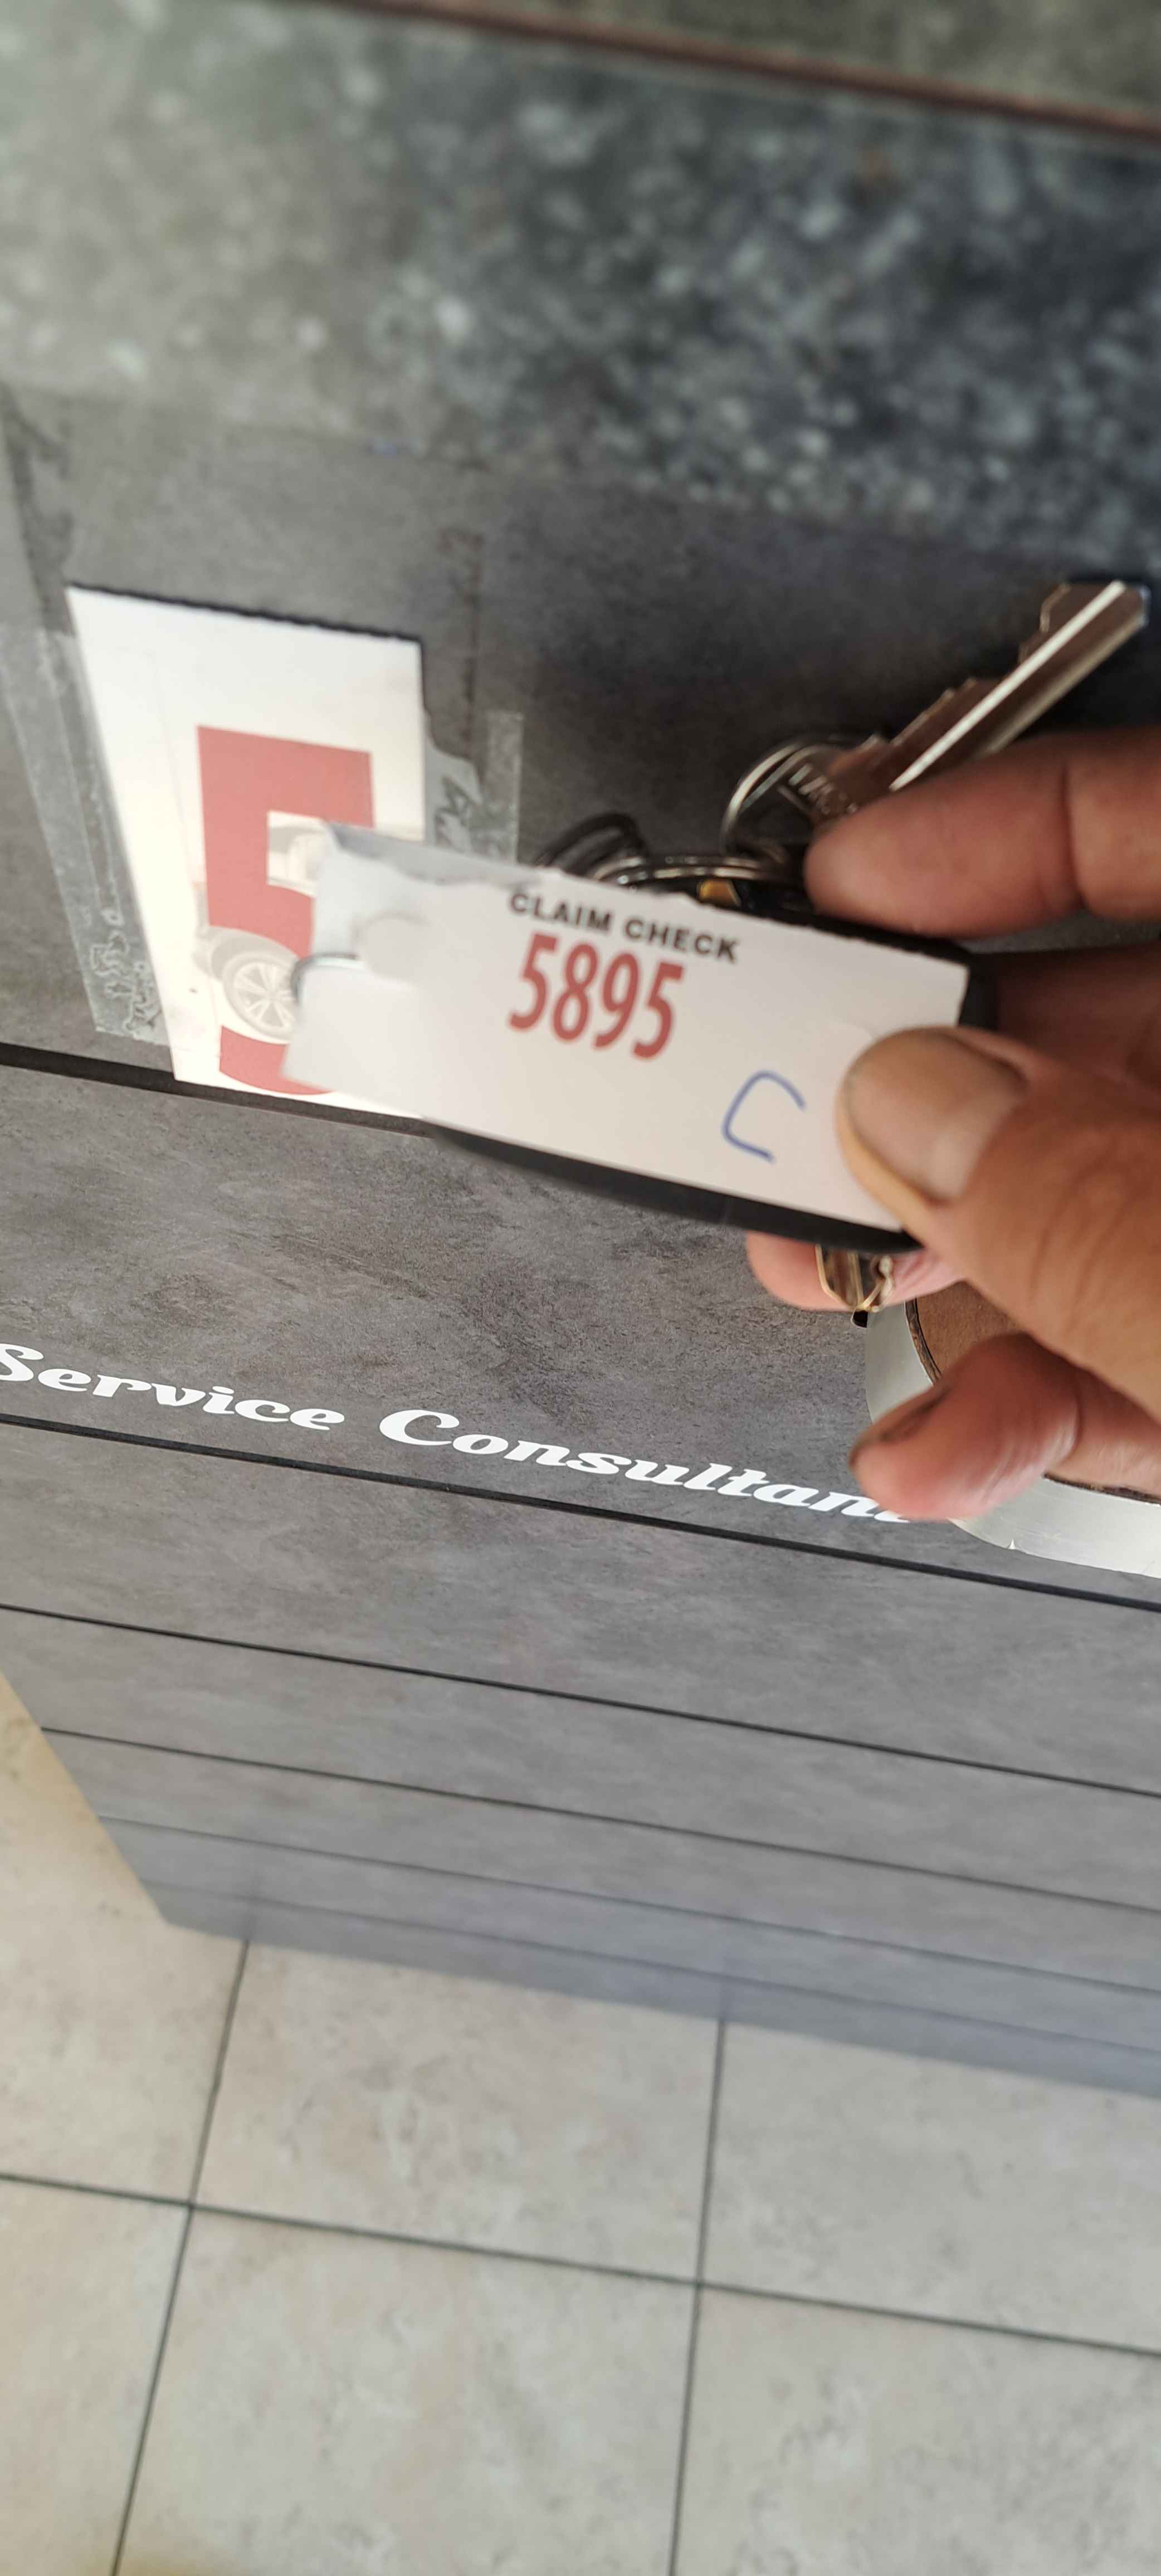 5
CLAIM CHECK
5895
C
Service Consultant